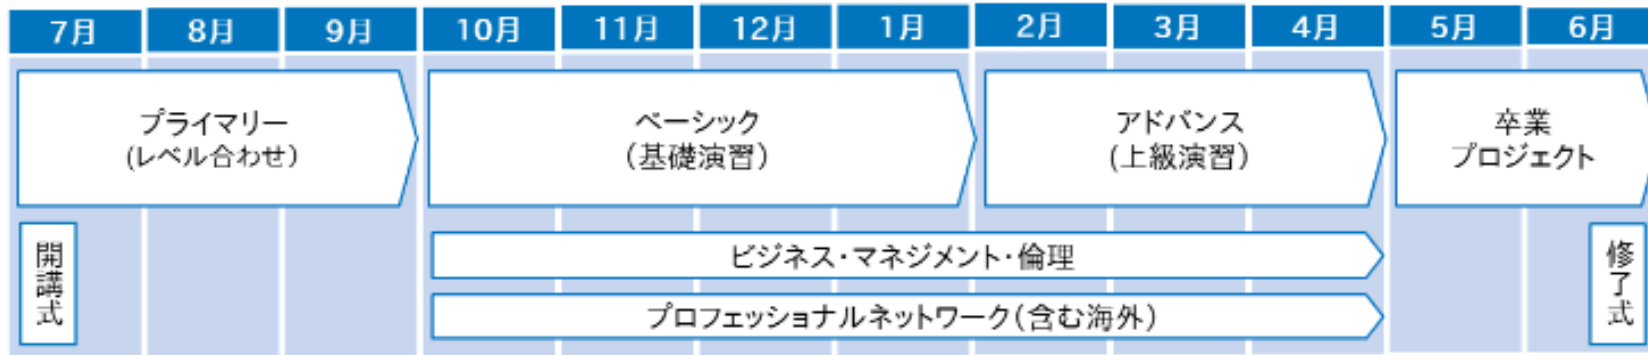 7月 8月 9月 10月 11月 12月 1月 2月 3月 4月 5月 6月
プライマリー
(レベル合わせ)
ベーシック
(基礎演習)
アドバンス
(上級演習)
卒業
プロジェクト
開講式
ビジネス・マネジメント・倫理
プロフェッショナルネットワーク(含む海外)
修了式